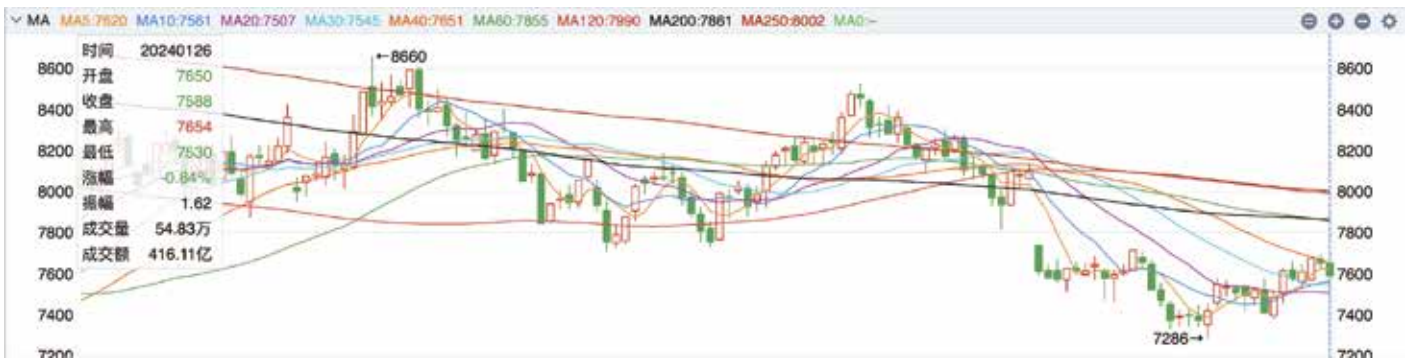 MA MA5:7620 MA10:7561 MA20:7507 MA30:7545 MA40:7651 MA60:7855 MA120:7990 MA200:7861 MA250:8002 MA0:-
时间 20240126
开盘 7650
收盘 7588
最高 7654
最低 7530
涨幅 -0.84%
振幅 1.62
成交量 54.83万
成交额 416.11亿
←8660
7286→
8600 8600
8400 8400
8200 8200
8000 8000
7800 7800
7600 7600
7400 7400
7200 7200